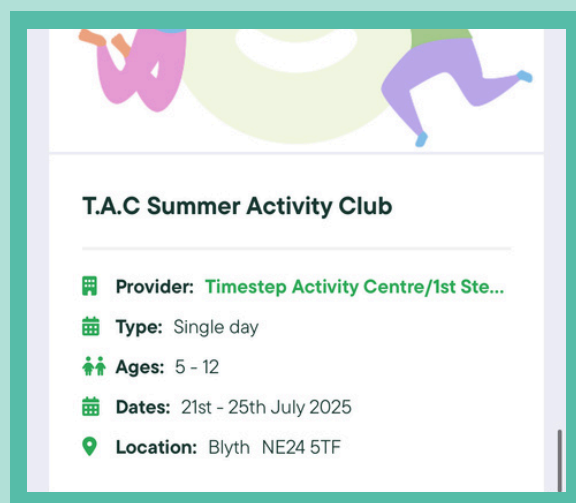 T.A.C Summer Activity Club
Provider: Timestep Activity Centre/1st Ste...
Type: Single day
Ages: 5 - 12
Dates: 21st - 25th July 2025
Location: Blyth NE24 5TF